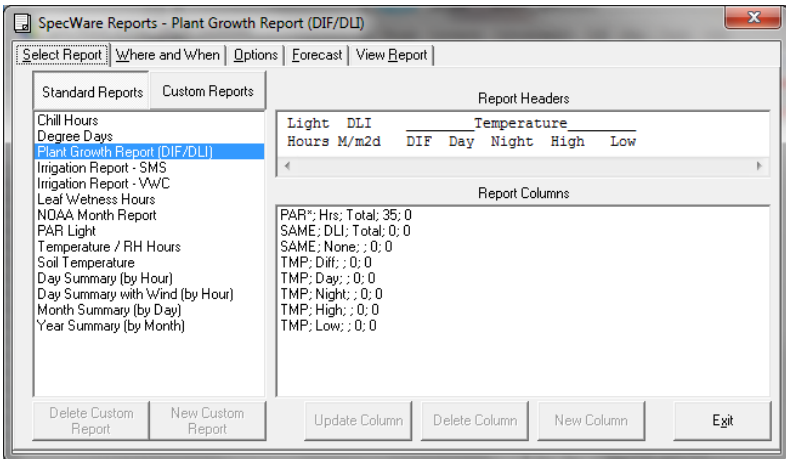 SpecWare Reports - Plant Growth Report (DIF/DLI)
Select Report Where and When Options Forecast View Report
Standard Reports Custom Reports
Chill Hours
Degree Days
Plant Growth Report (DIF/DLI)
Irrigation Report - SMS
Irrigation Report - VWC
Leaf Wetness Hours
NOAA Month Report
PAR Light
Temperature / RH Hours
Soil Temperature
Day Summary (by Hour)
Day Summary with Wind (by Hour)
Month Summary (by Day)
Year Summary (by Month)
Delete Custom Report
New Custom Report
Report Headers
Light DLI _______Temperature_______
Hours M/m2d DIF Day Night High Low
Report Columns
PAR*; Hrs; Total; 35; 0
SAME; DLI; Total; 0; 0
SAME; None; ; 0; 0
TMP; Diff; ; 0; 0
TMP; Day; ; 0; 0
TMP; Night; ; 0; 0
TMP; High; ; 0; 0
TMP; Low; ; 0; 0
Update Column Delete Column New Column Exit